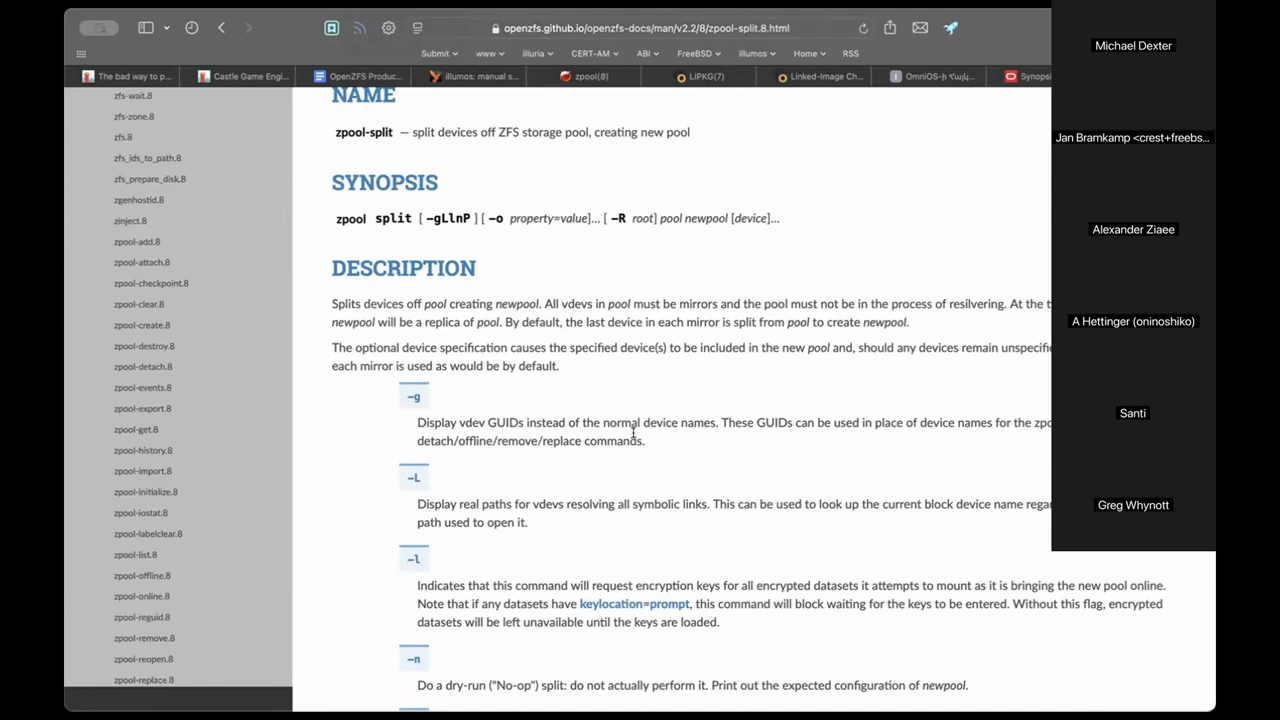 openzfs.github.io/openzfs-docs/man/v2.2/8/zpool-split.8.html
Submit www illuria CERT-AM ABI FreeBSD illumos Home RSS
The bad way to p... Castle Game Engi... OpenZFS Produc... illumos: manual s... zpool(8) LIPKG(7) Linked-Image Ch... Synopsi
zfs-wait.8
zfs-zone.8
zfs.8
zfs_ids_to_path.8
zfs_prepare_disk.8
zgenhostid.8
zinject.8
zpool-add.8
zpool-attach.8
zpool-checkpoint.8
zpool-clear.8
zpool-create.8
zpool-destroy.8
zpool-detach.8
zpool-events.8
zpool-export.8
zpool-get.8
zpool-history.8
zpool-import.8
zpool-initialize.8
zpool-iostat.8
zpool-labelclear.8
zpool-list.8
zpool-offline.8
zpool-online.8
zpool-reguid.8
zpool-remove.8
zpool-reopen.8
zpool-replace.8
NAME
zpool-split — split devices off ZFS storage pool, creating new pool
SYNOPSIS
zpool split [ -gLlnP ] [ -o property=value]... [ -R root] pool newpool [device]...
DESCRIPTION
Splits devices off pool creating newpool. All vdevs in pool must be mirrors and the pool must not be in the process of resilvering. At the t
newpool will be a replica of pool. By default, the last device in each mirror is split from pool to create newpool.
The optional device specification causes the specified device(s) to be included in the new pool and, should any devices remain unspecifi
each mirror is used as would be by default.
-g
Display vdev GUIDs instead of the normal device names. These GUIDs can be used in place of device names for the zpo
detach/offline/remove/replace commands.
-L
Display real paths for vdevs resolving all symbolic links. This can be used to look up the current block device name regar
path used to open it.
-l
Indicates that this command will request encryption keys for all encrypted datasets it attempts to mount as it is bringing the new pool online.
Note that if any datasets have keylocation=prompt, this command will block waiting for the keys to be entered. Without this flag, encrypted
datasets will be left unavailable until the keys are loaded.
-n
Do a dry-run ("No-op") split: do not actually perform it. Print out the expected configuration of newpool.
Michael Dexter
Jan Bramkamp <crest+freebs...
Alexander Ziaee
A Hettinger (oninoshiko)
Santi
Greg Whynott